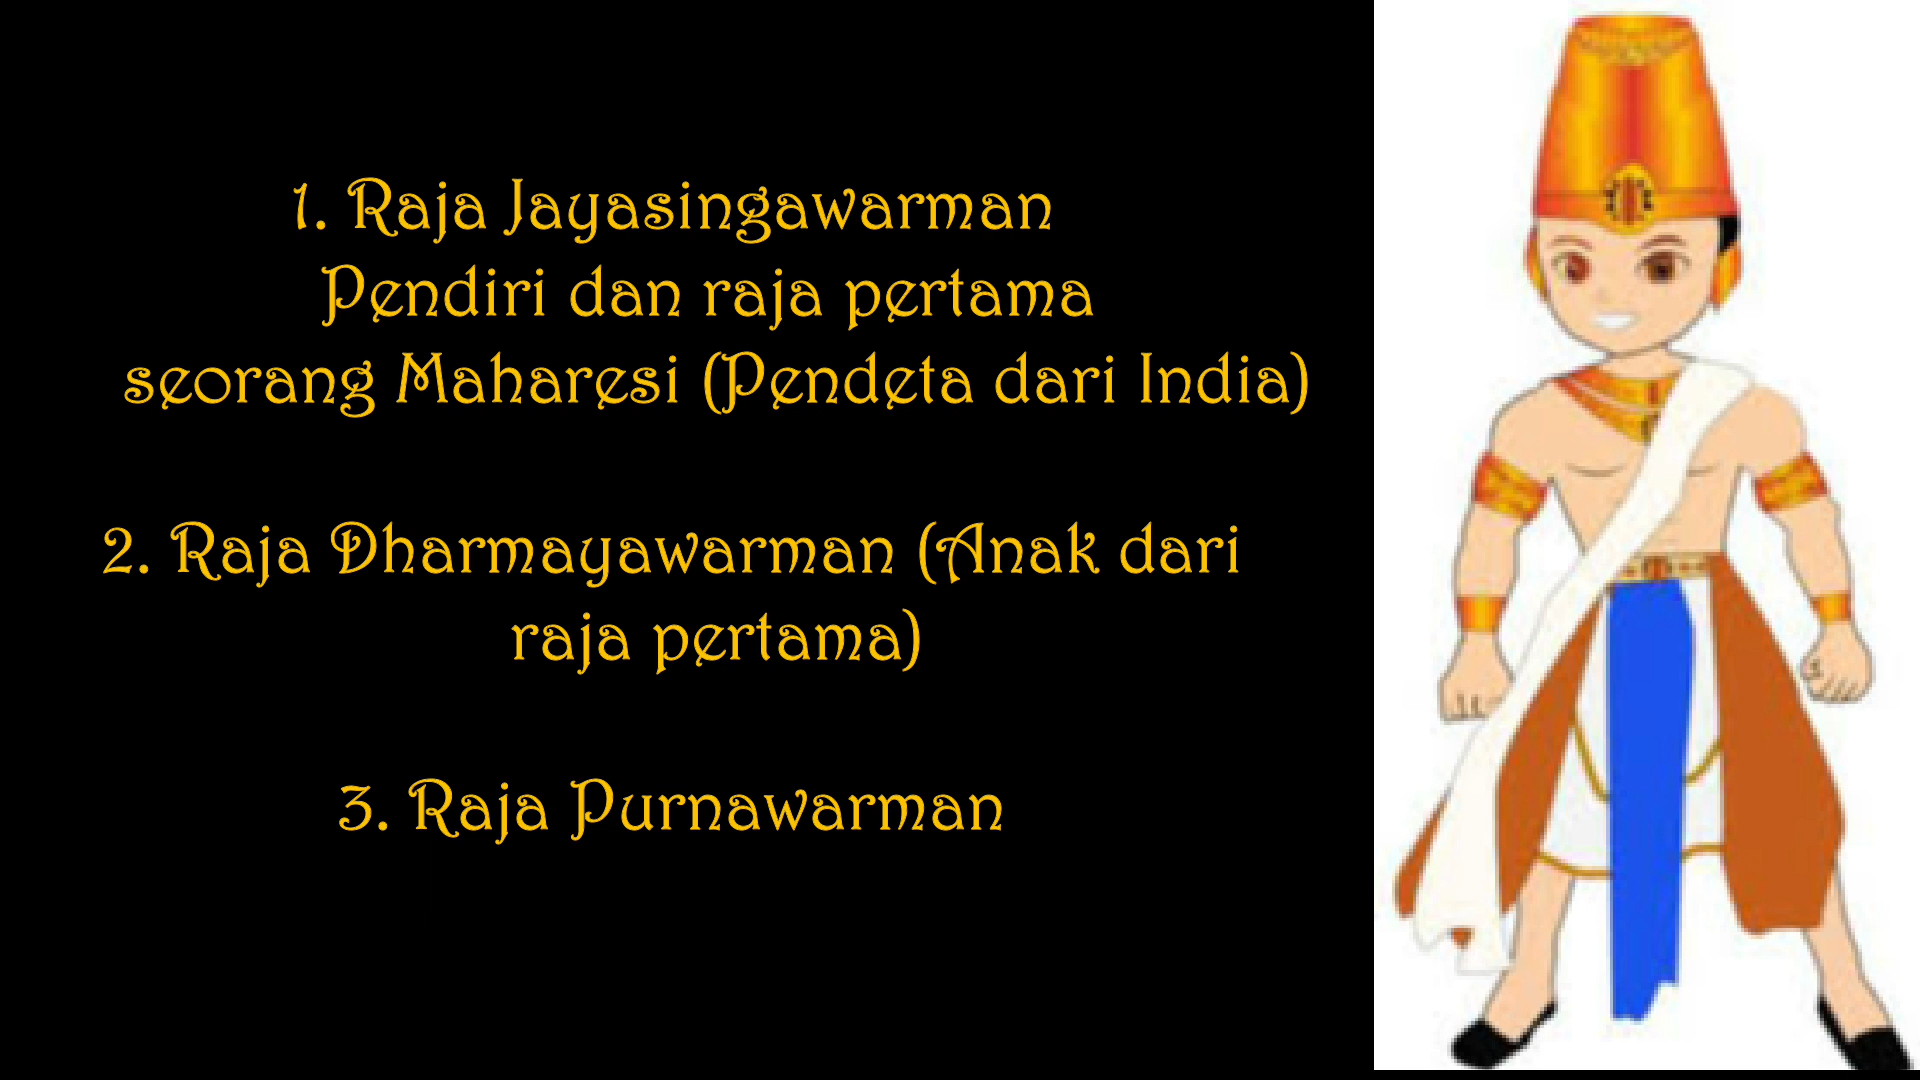 1. Raja Jayasingawarman
Pendiri dan raja pertama
seorang Maharesi (Pendeta dari India)
2. Raja Dharmayawarman (Anak dari
raja pertama)
3. Raja Purnawarman